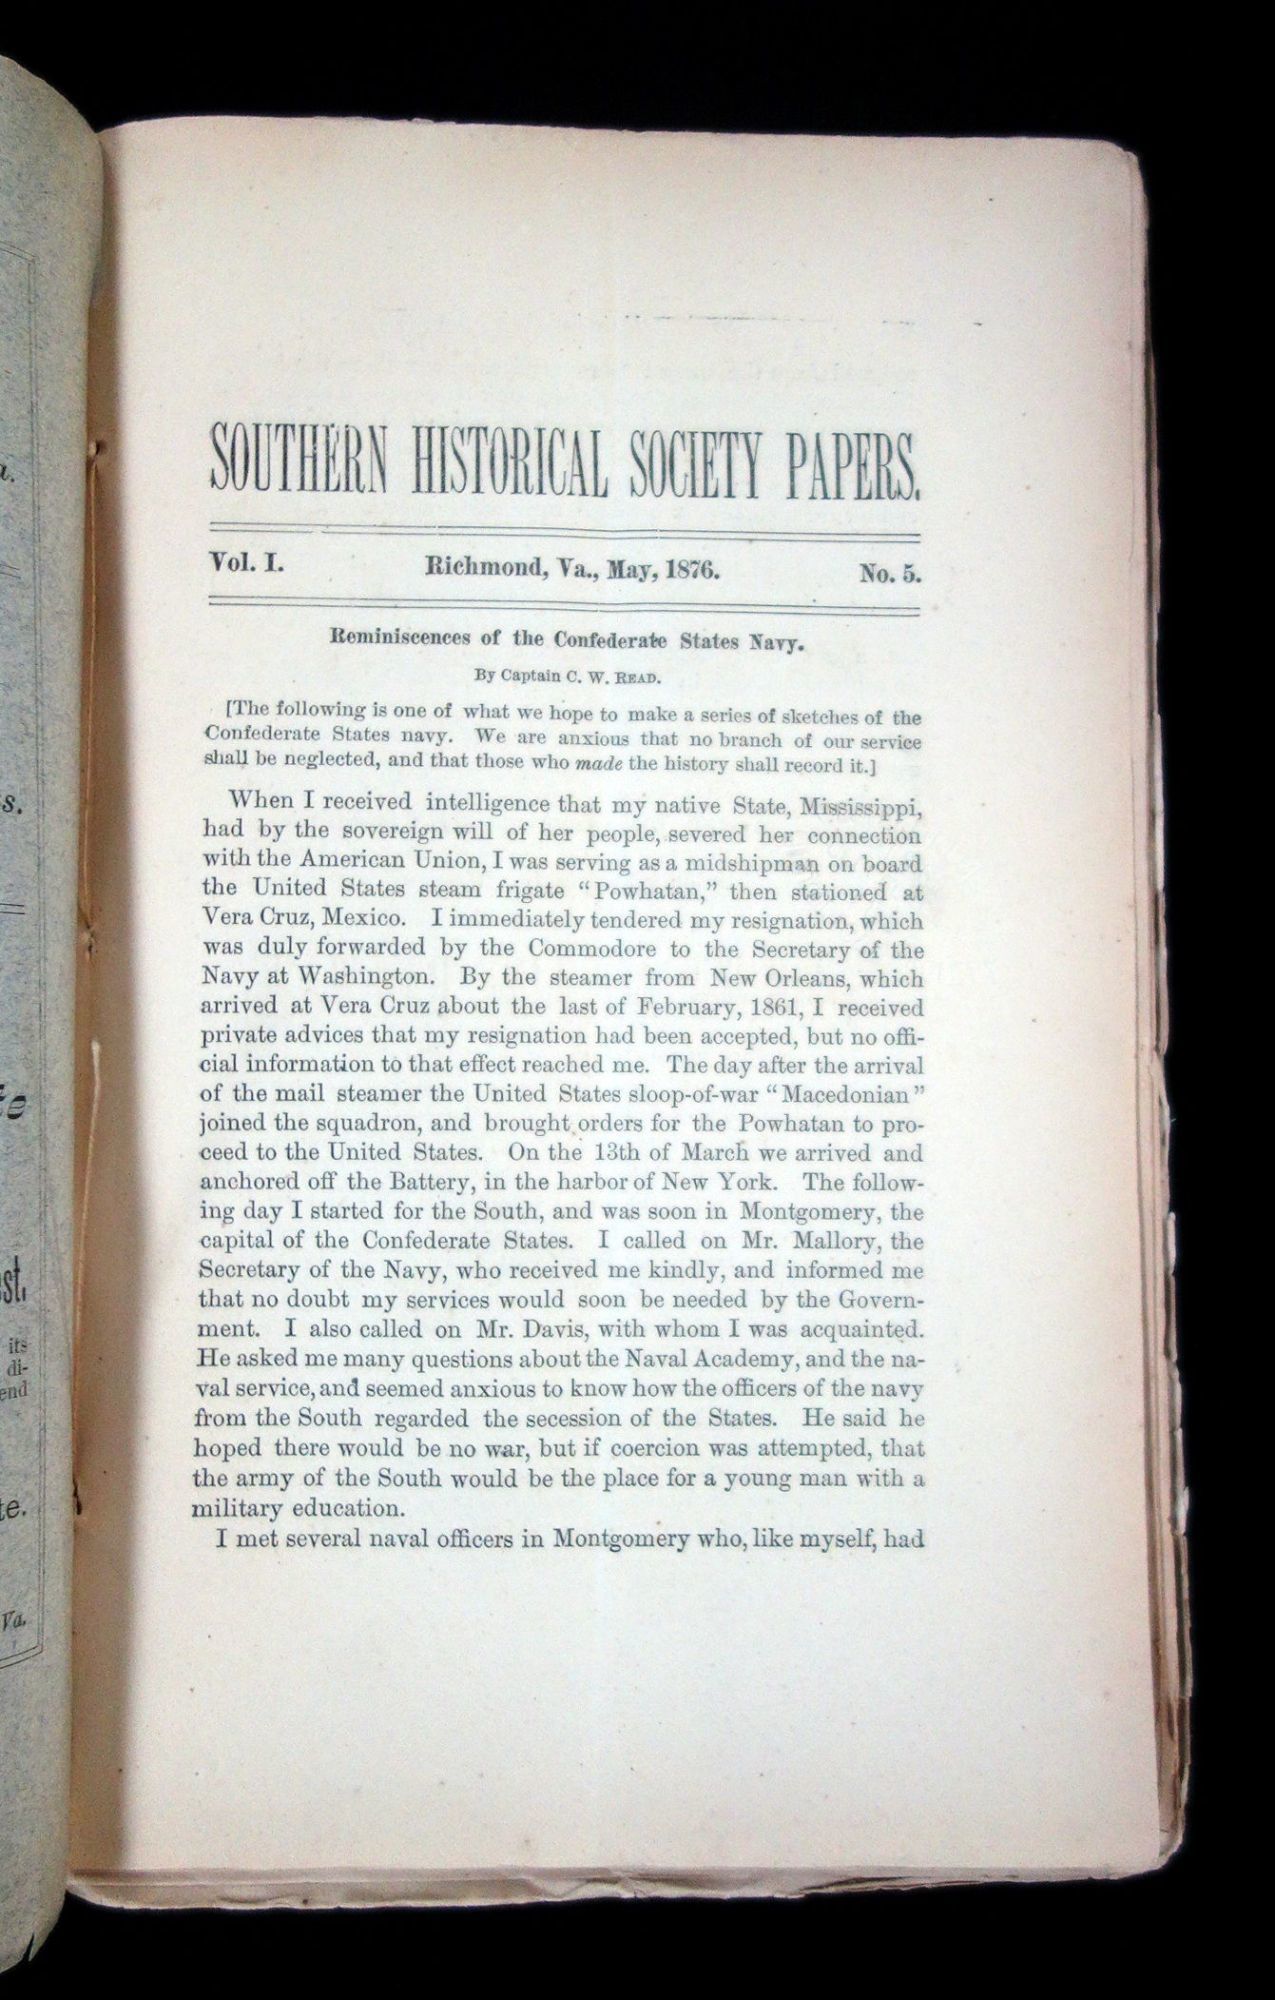 SOUTHERN HISTORICAL SOCIETY PAPERS.
Vol. I. Richmond, Va., May, 1876. No. 5.
Reminiscences of the Confederate States Navy.
By Captain C. W. READ.
[The following is one of what we hope to make a series of sketches of the
Confederate States navy. We are anxious that no branch of our service
shall be neglected, and that those who made the history shall record it.]
When I received intelligence that my native State, Mississippi,
had by the sovereign will of her people, severed her connection
with the American Union, I was serving as a midshipman on board
the United States steam frigate "Powhatan," then stationed at
Vera Cruz, Mexico. I immediately tendered my resignation, which
was duly forwarded by the Commodore to the Secretary of the
Navy at Washington. By the steamer from New Orleans, which
arrived at Vera Cruz about the last of February, 1861, I received
private advices that my resignation had been accepted, but no offi-
cial information to that effect reached me. The day after the arrival
of the mail steamer the United States sloop-of-war "Macedonian"
joined the squadron, and brought orders for the Powhatan to pro-
ceed to the United States. On the 13th of March we arrived and
anchored off the Battery, in the harbor of New York. The follow-
ing day I started for the South, and was soon in Montgomery, the
capital of the Confederate States. I called on Mr. Mallory, the
Secretary of the Navy, who received me kindly, and informed me
that no doubt my services would soon be needed by the Govern-
ment. I also called on Mr. Davis, with whom I was acquainted.
He asked me many questions about the Naval Academy, and the na-
val service, and seemed anxious to know how the officers of the navy
from the South regarded the secession of the States. He said he
hoped there would be no war, but if coercion was attempted, that
the army of the South would be the place for a young man with a
military education.
I met several naval officers in Montgomery who, like myself, had